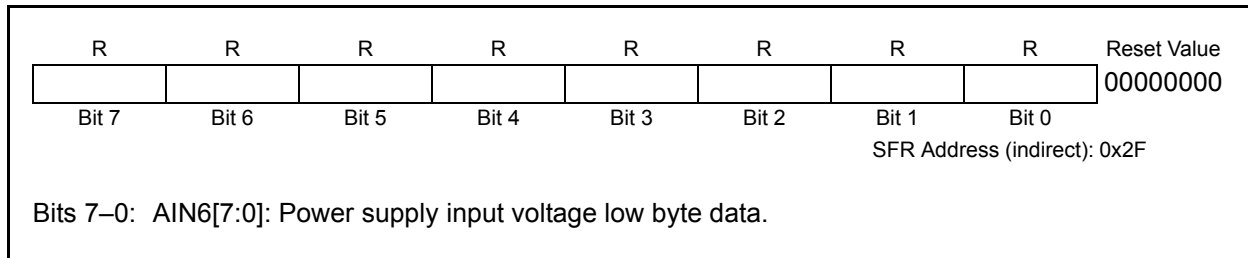 R R R R R R R R Reset Value
00000000
Bit 7 Bit 6 Bit 5 Bit 4 Bit 3 Bit 2 Bit 1 Bit 0
SFR Address (indirect): 0x2F
Bits 7–0: AIN6[7:0]: Power supply input voltage low byte data.